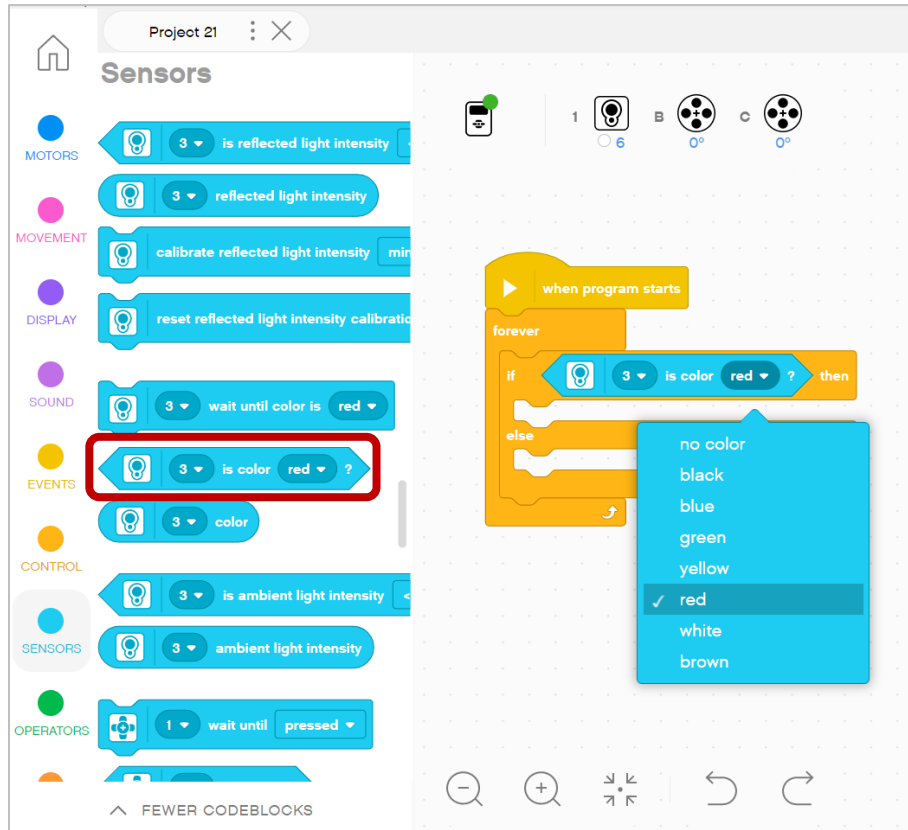 Project 21
Sensors
MOTORS
MOVEMENT
DISPLAY
SOUND
EVENTS
CONTROL
SENSORS
OPERATORS
3 is reflected light intensity <
3 reflected light intensity
calibrate reflected light intensity min
reset reflected light intensity calibratio
3 wait until color is red
3 is color red ?
3 color
3 is ambient light intensity <
3 ambient light intensity
1 wait until pressed
FEWER CODEBLOCKS
1 B C
6 0° 0°
when program starts
forever
if 3 is color red ? then
else
no color
black
blue
green
yellow
red
white
brown